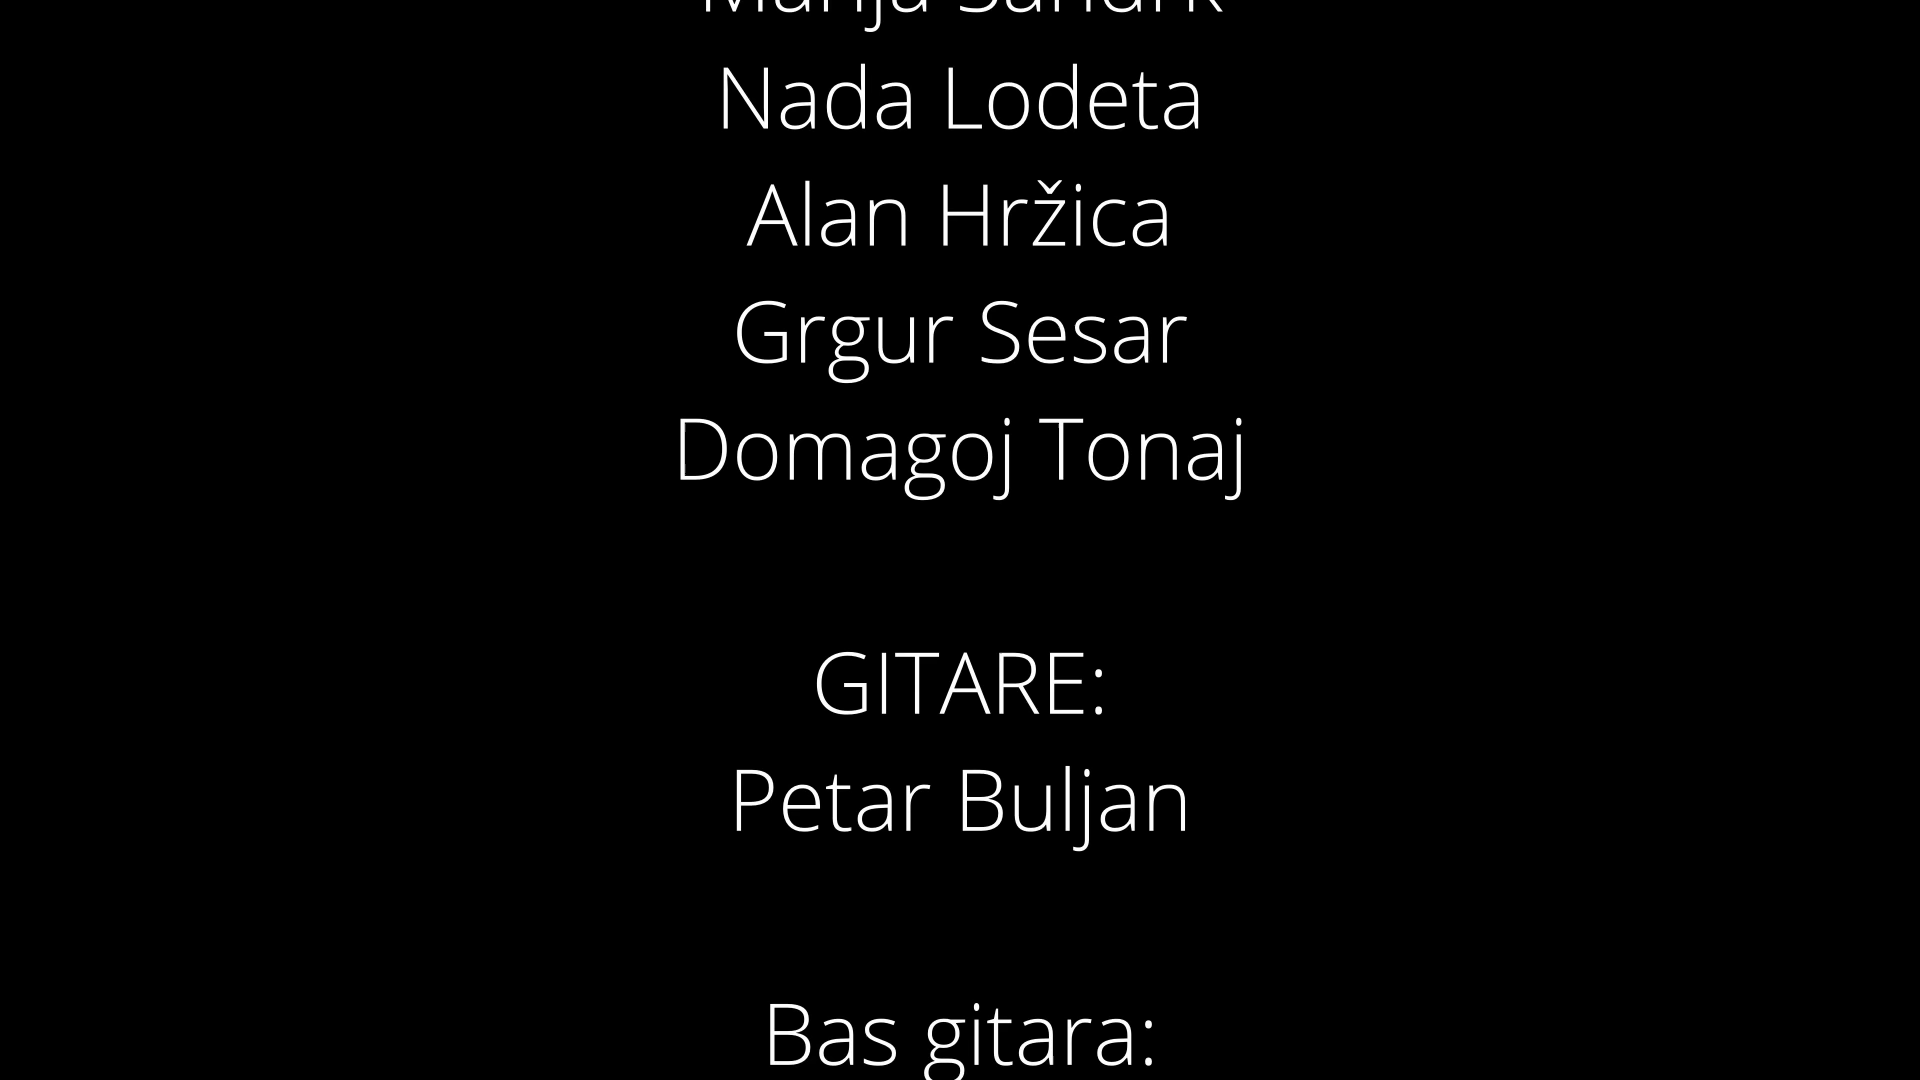 Nada Lodeta
Alan Hržica
Grgur Sesar
Domagoj Tonaj
GITARE:
Petar Buljan
Bas gitara: